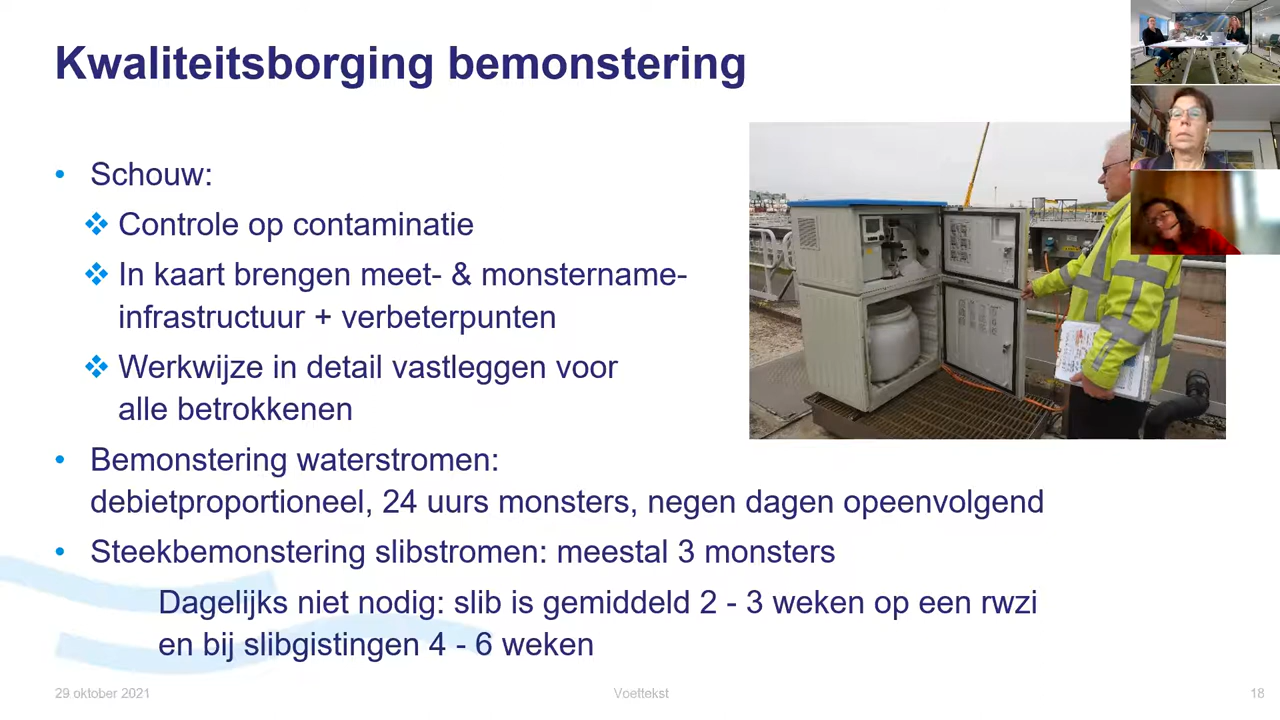 Kwaliteitsborging bemonstering
• Schouw:
❖ Controle op contaminatie
❖ In kaart brengen meet- & monstername-
infrastructuur + verbeterpunten
❖ Werkwijze in detail vastleggen voor
alle betrokkenen
• Bemonstering waterstromen:
debietproportioneel, 24 uurs monsters, negen dagen opeenvolgend
• Steekbemonstering slibstromen: meestal 3 monsters
Dagelijks niet nodig: slib is gemiddeld 2 - 3 weken op een rwzi
en bij slibgistingen 4 - 6 weken
29 oktober 2021
Voettekst
18